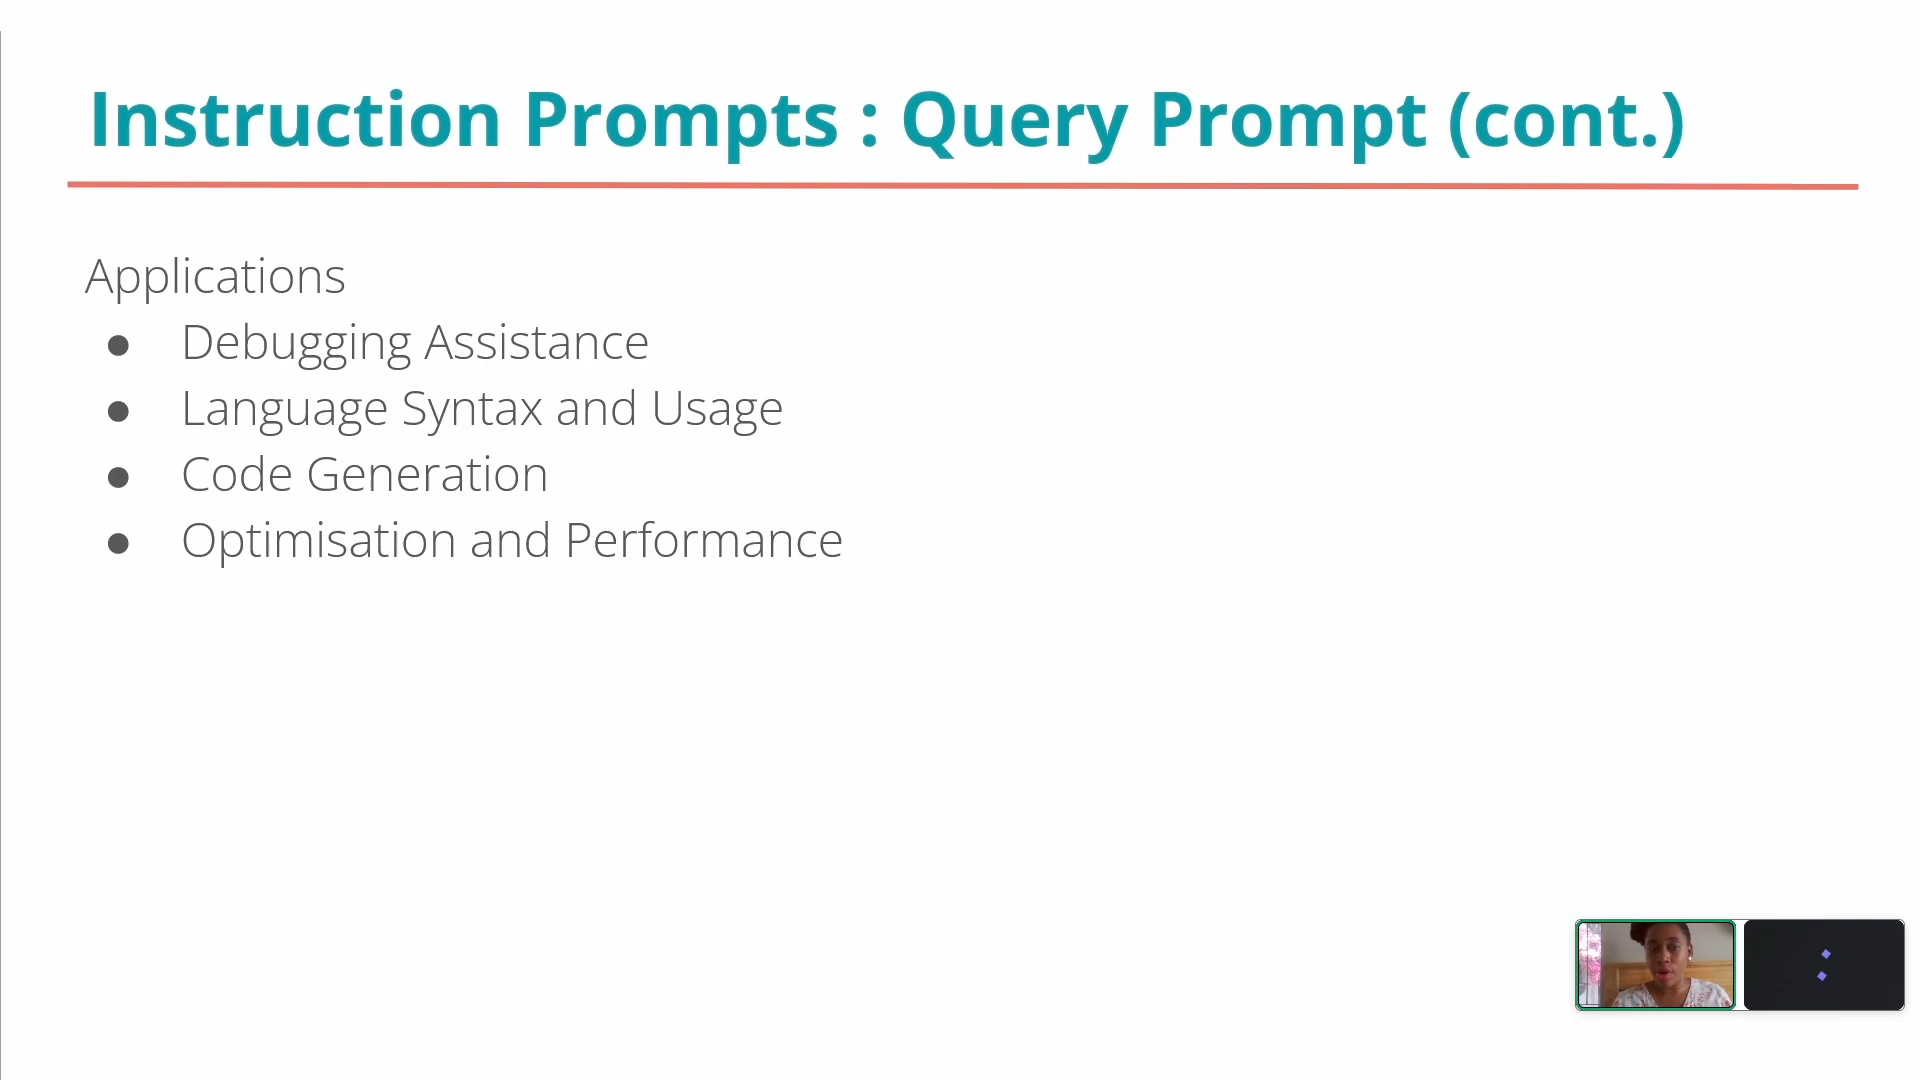 Instruction Prompts : Query Prompt (cont.)
Applications
● Debugging Assistance
● Language Syntax and Usage
● Code Generation
● Optimisation and Performance